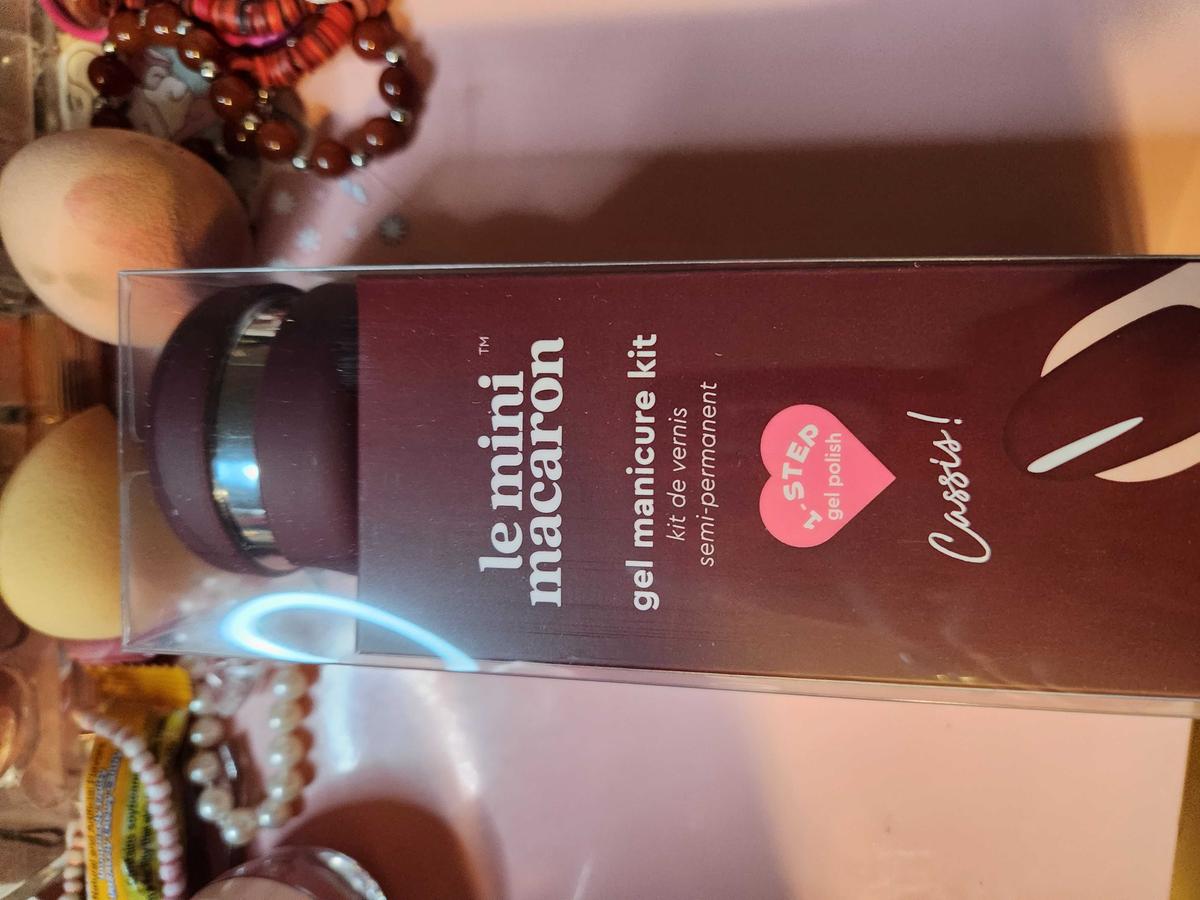 le mini
macaron™
gel manicure kit
kit de vernis
semi-permanent
1·STEP
gel polish
Cassis!